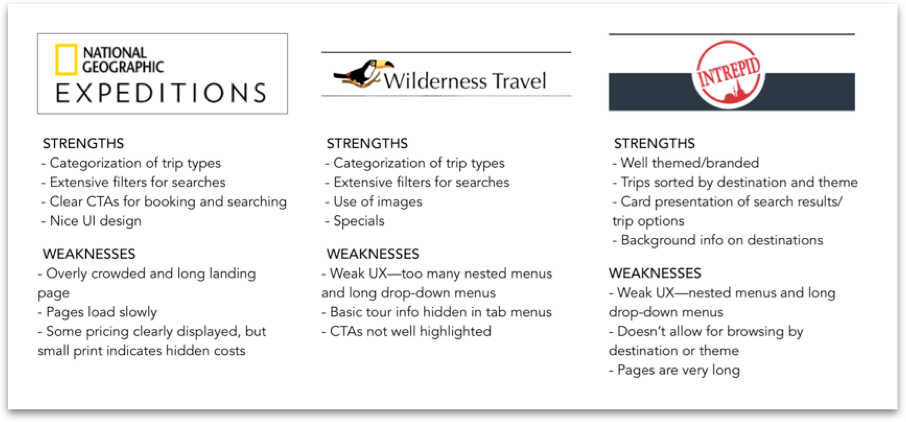 NATIONAL
GEOGRAPHIC
EXPEDITIONS
STRENGTHS
- Categorization of trip types
- Extensive filters for searches
- Clear CTAs for booking and searching
- Nice UI design
WEAKNESSES
- Overly crowded and long landing
page
- Pages load slowly
- Some pricing clearly displayed, but
small print indicates hidden costs
Wilderness Travel
STRENGTHS
- Categorization of trip types
- Extensive filters for searches
- Use of images
- Specials
WEAKNESSES
- Weak UX—too many nested menus
and long drop-down menus
- Basic tour info hidden in tab menus
- CTAs not well highlighted
INTREPID
STRENGTHS
- Well themed/branded
- Trips sorted by destination and theme
- Card presentation of search results/
trip options
- Background info on destinations
WEAKNESSES
- Weak UX—nested menus and long
drop-down menus
- Doesn't allow for browsing by
destination or theme
- Pages are very long